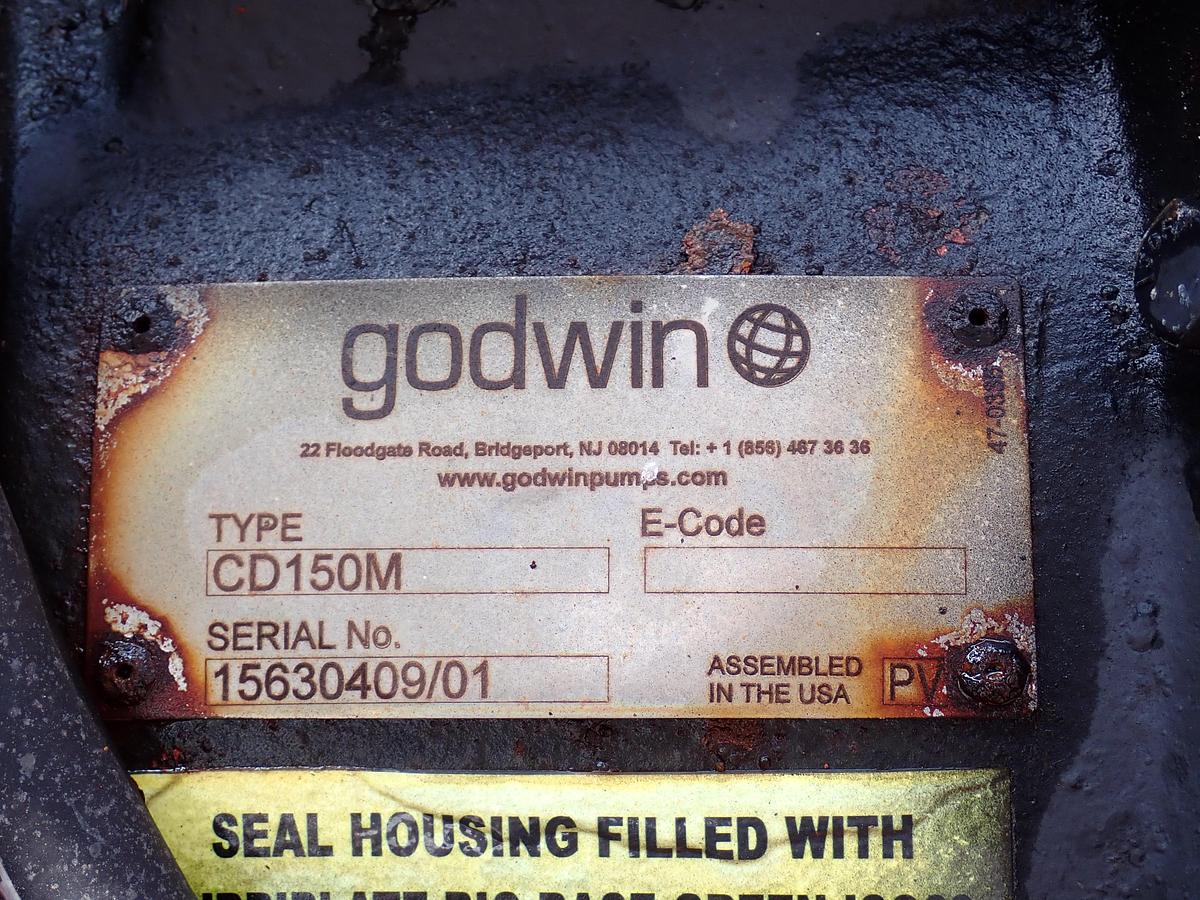 godwin
22 Floodgate Road, Bridgeport, NJ 08014 Tel: + 1 (856) 467 36 36
www.godwinpumps.com
TYPE
CD150M
E-Code
SERIAL No.
15630409/01
ASSEMBLED
IN THE USA
PV
SEAL HOUSING FILLED WITH